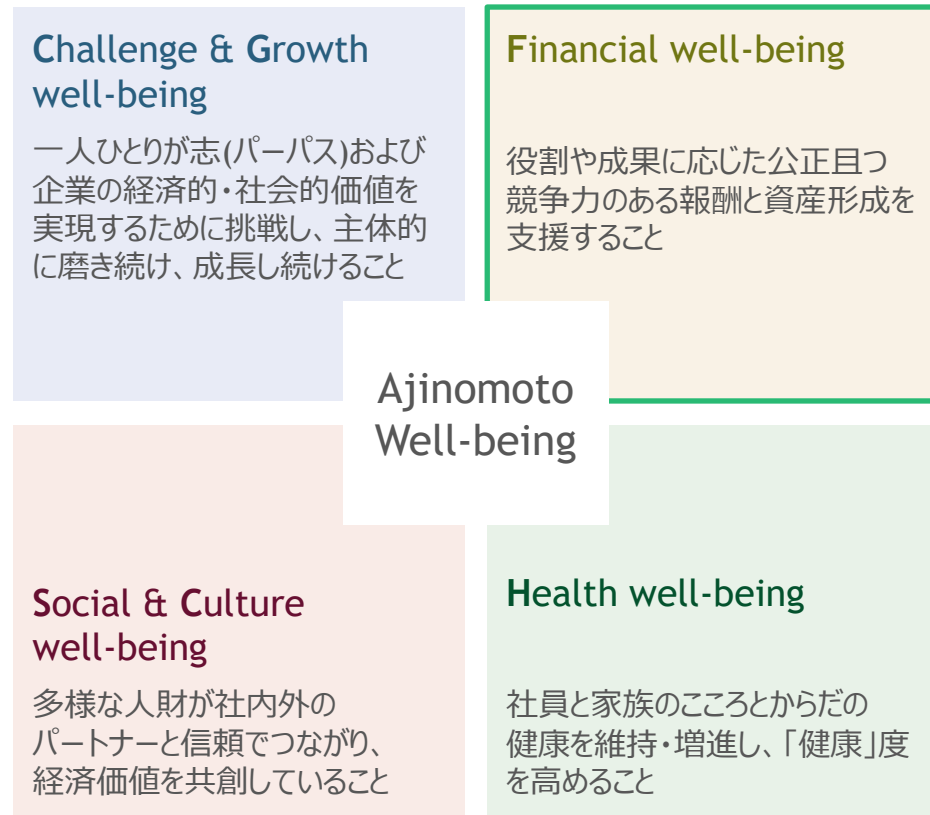 Challenge & Growth
well-being
一人ひとりが志(パーパス)および
企業の経済的・社会的価値を
実現するために挑戦し、主体的
に磨き続け、成長し続けること
Financial well-being
役割や成果に応じた公正且つ
競争力のある報酬と資産形成を
支援すること
Ajinomoto
Well-being
Social & Culture
well-being
多様な人財が社内外の
パートナーと信頼でつながり、
経済価値を共創していること
Health well-being
社員と家族のこころとからだの
健康を維持・増進し、「健康」度
を高めること